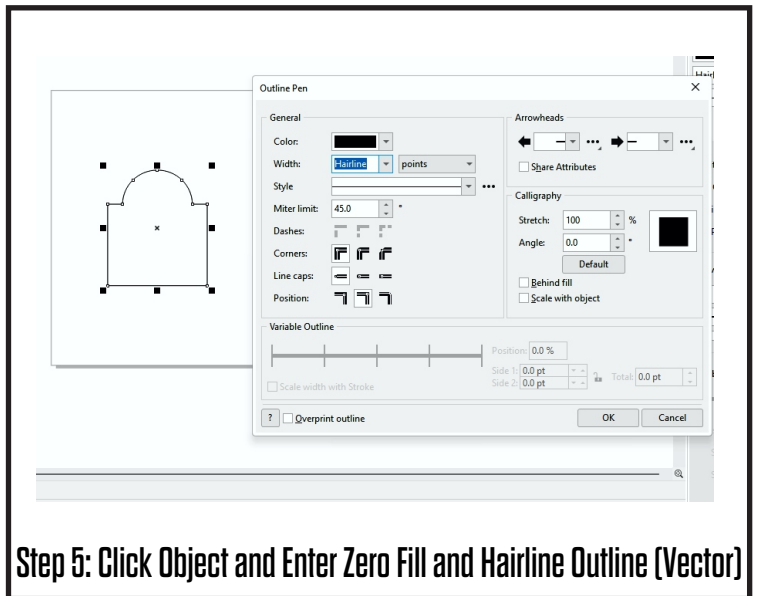 Outline Pen
General
Color:
Width: Hairline points
Style
Miter limit: 45.0 °
Dashes:
Corners:
Line caps:
Position:
Arrowheads
Share Attributes
Calligraphy
Stretch: 100 %
Angle: 0.0 °
Default
Behind fill
Scale with object
Variable Outline
Position: 0.0 %
Side 1: 0.0 pt
Side 2: 0.0 pt
Total: 0.0 pt
Scale width with Stroke
? Overprint outline
OK Cancel
Step 5: Click Object and Enter Zero Fill and Hairline Outline (Vector)